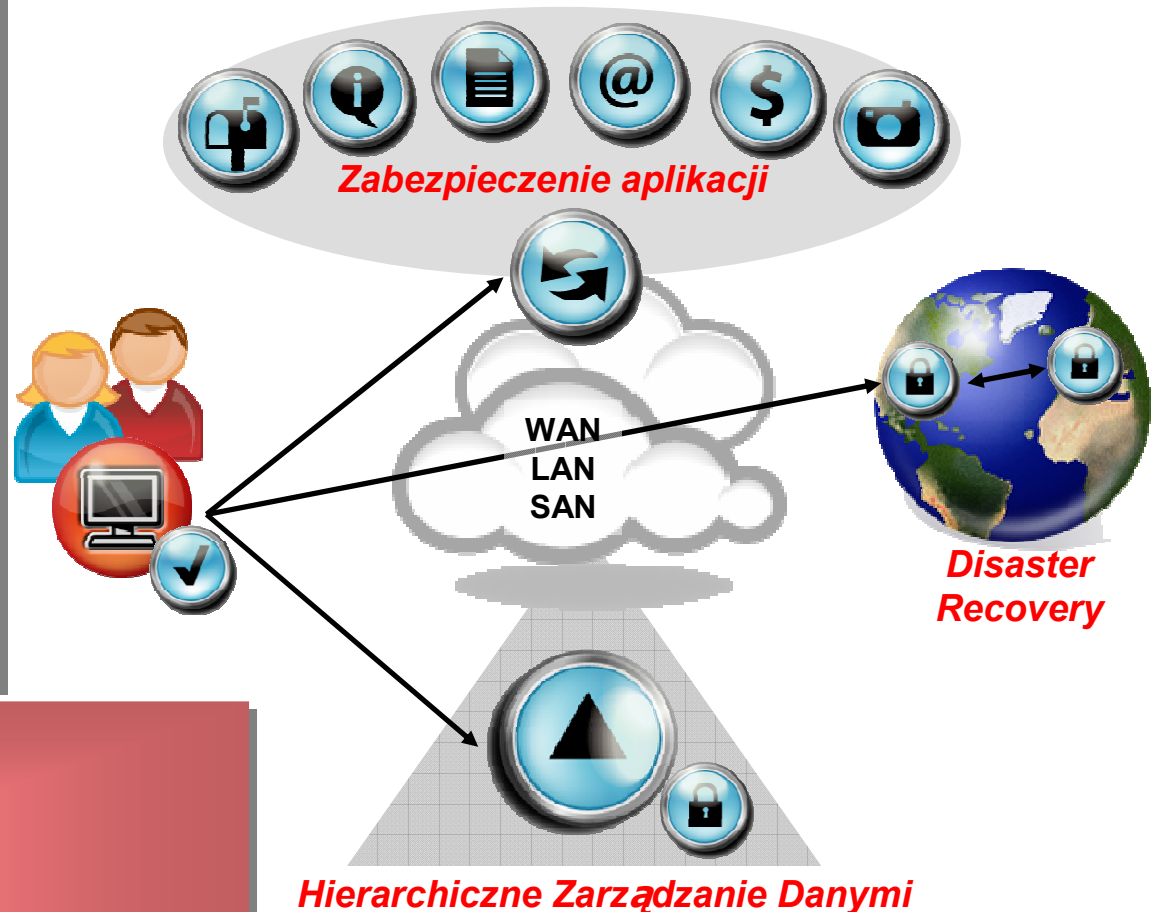 @
$
Zabezpieczenie aplikacji
WAN
LAN
SAN
Disaster
Recovery
Hierarchiczne Zarządzanie Danymi